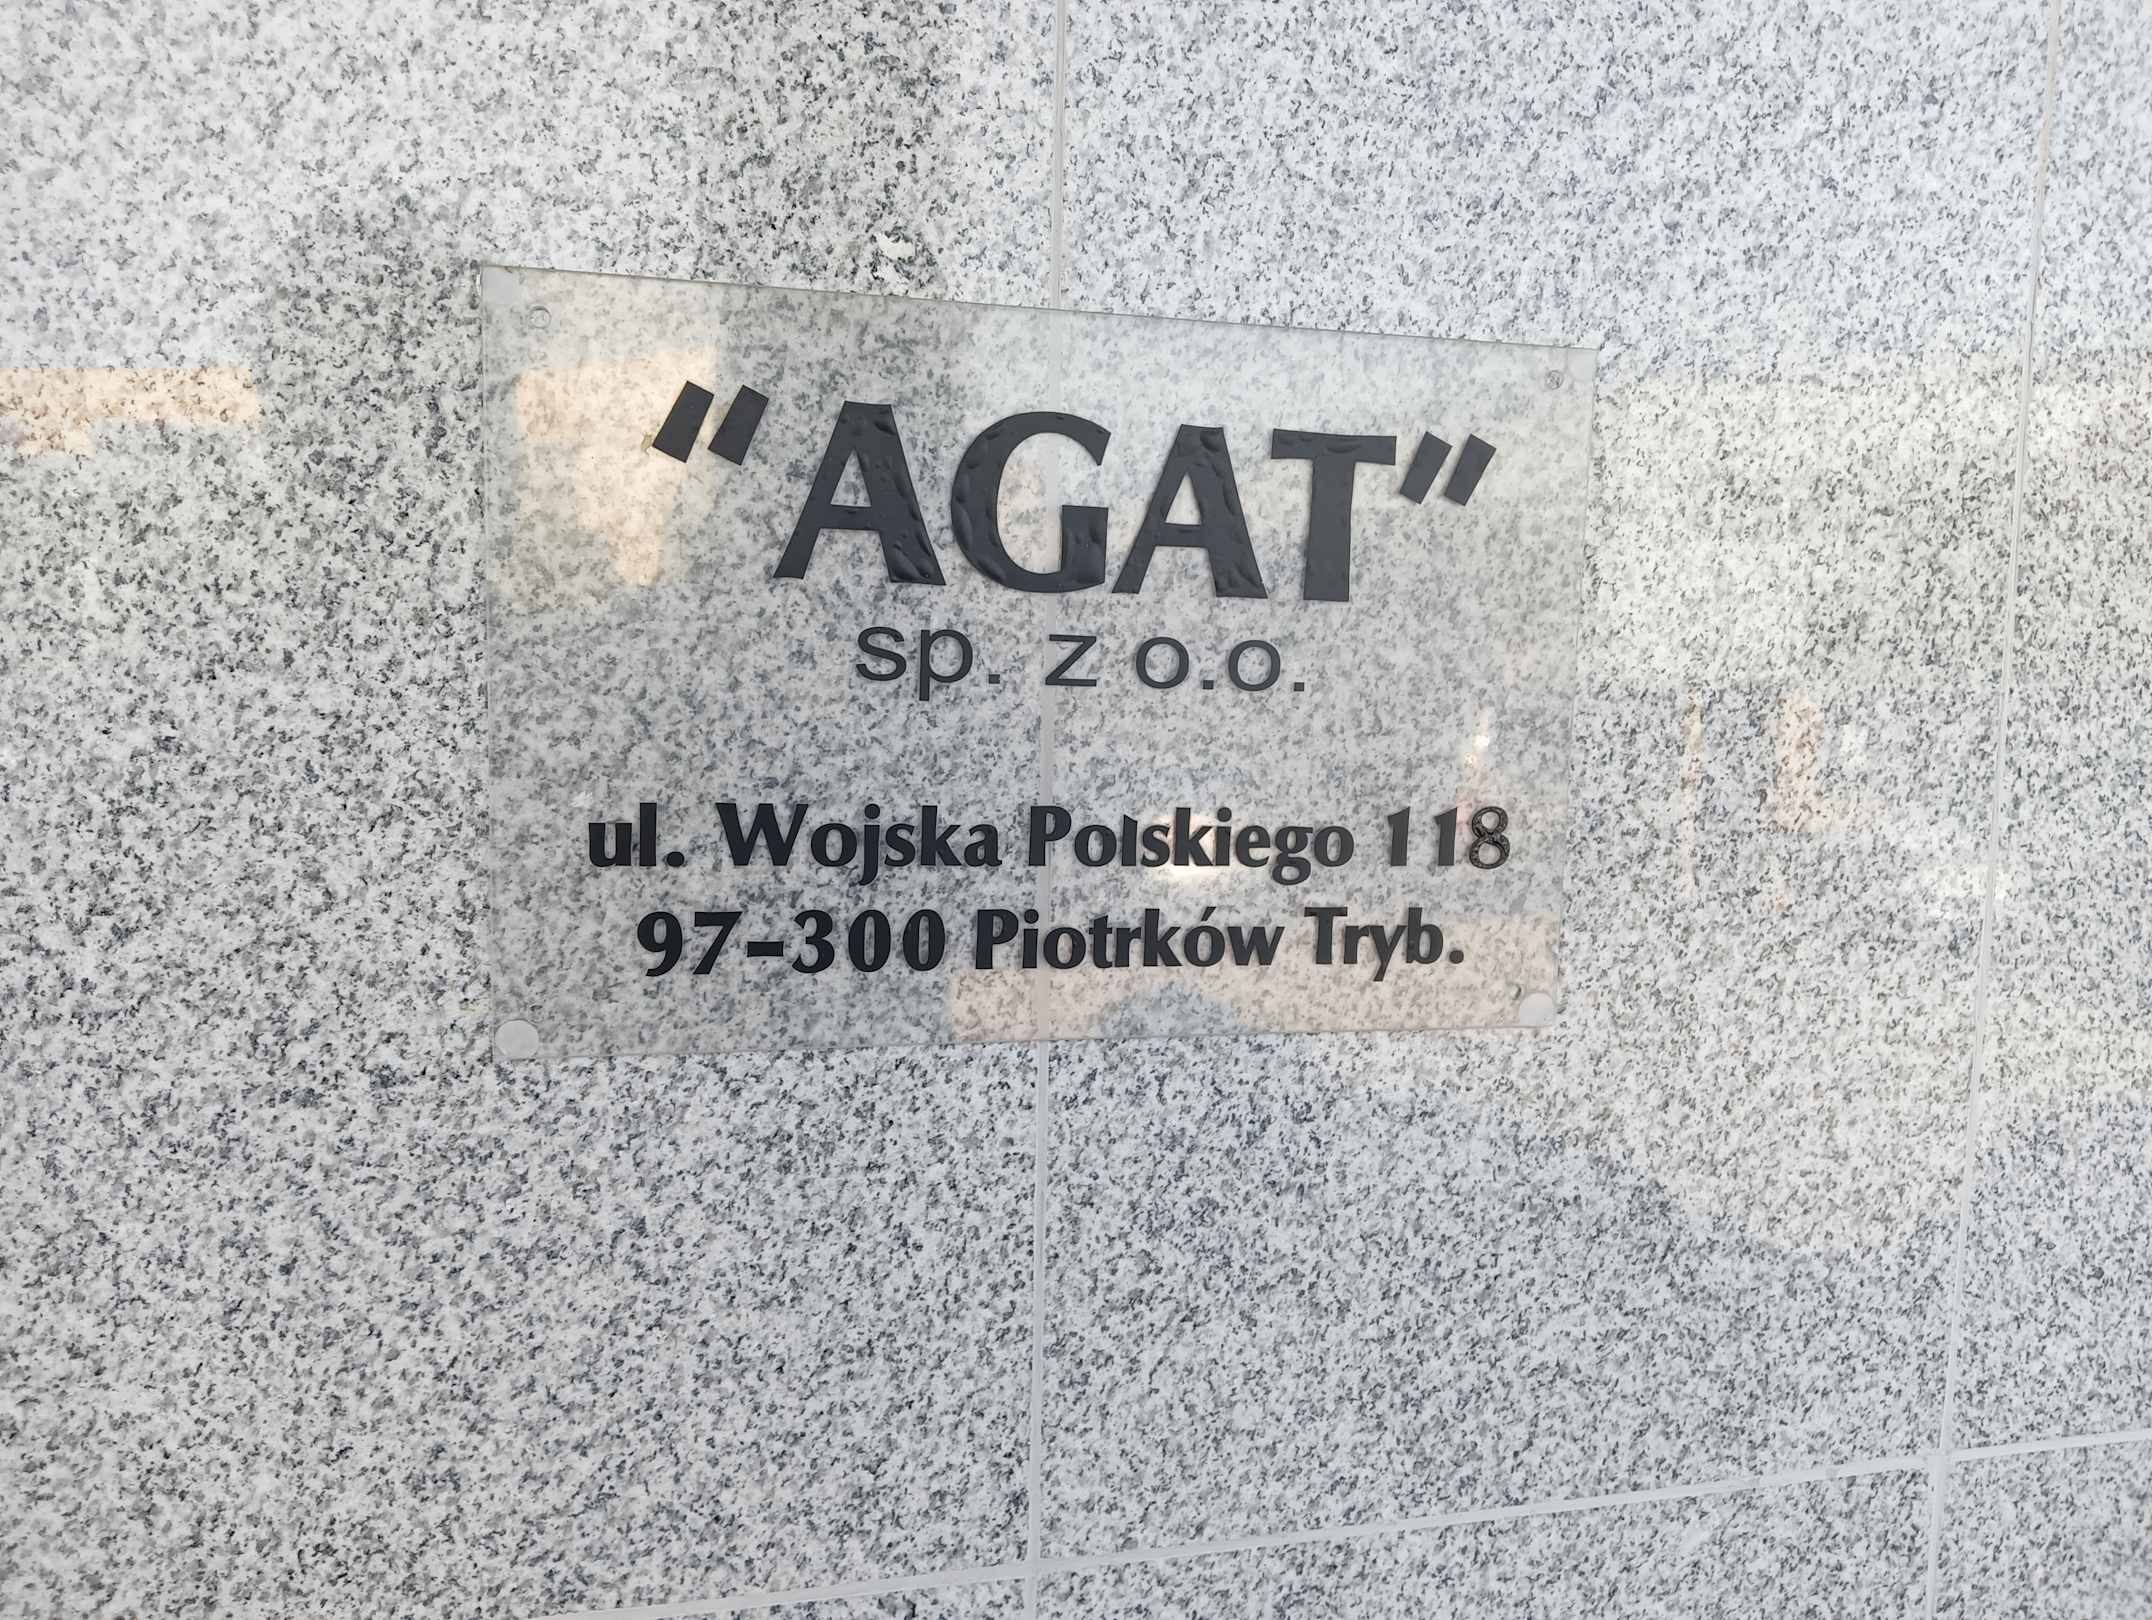 "AGAT"
sp. z o.o.
ul. Wojska Polskiego 118
97-300 Piotrków Tryb.